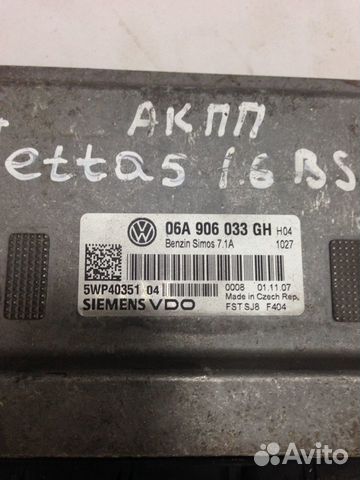 АКПП
etta5 1.6 BS
06A 906 033 GH H04
Benzin Simos 7.1A 1027
5WP40351 04
0008 01.11.07
Made in Czech Rep.
SIEMENS VDO
FST SJ8 F404
Avito